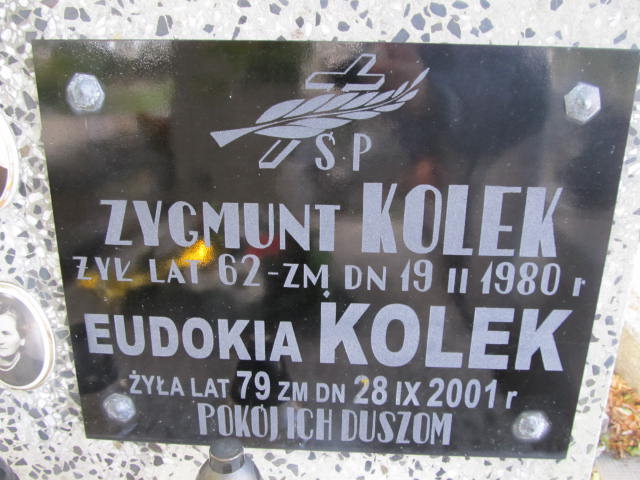 Ś P
ZYGMUNT KOLEK
ŻYŁ LAT 62 - ZM. DN 19 II 1980 r
EUDOKIA KOLEK
ŻYŁA LAT 79 ZM DN 28 IX 2001 r
POKÓJ ICH DUSZOM